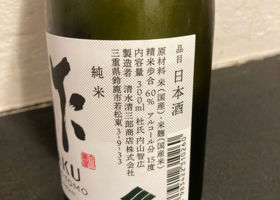 品目 日本酒
原材料 米（国産）・米麹（国産米）
精米歩合 60％ アルコール分 15度
内容量 300ml 杜氏 内山智広
製造者 清水清三郎商店株式会社
三重県鈴鹿市若松東3-9-33
純米
作
KU
OMO